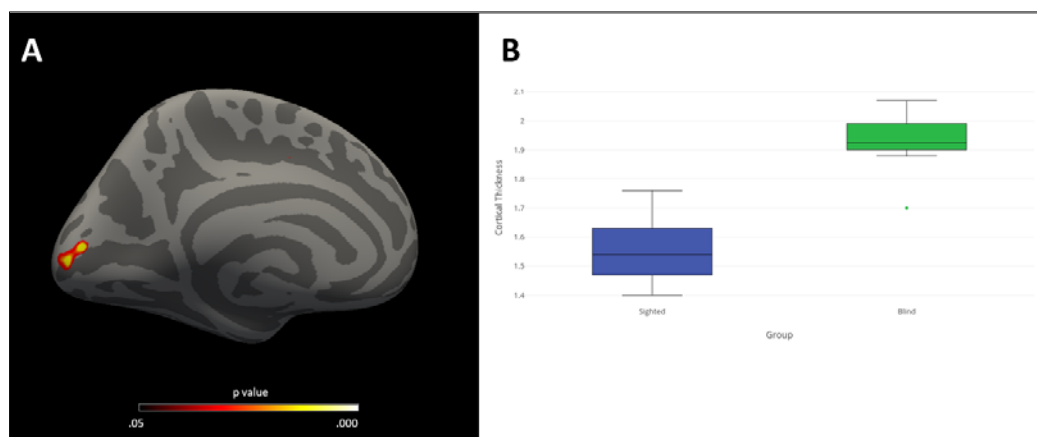 A
p value
.05
.000
B
2.1
2
1.9
1.8
1.7
1.6
1.5
1.4
Cortical Thickness
Sighted
Blind
Group